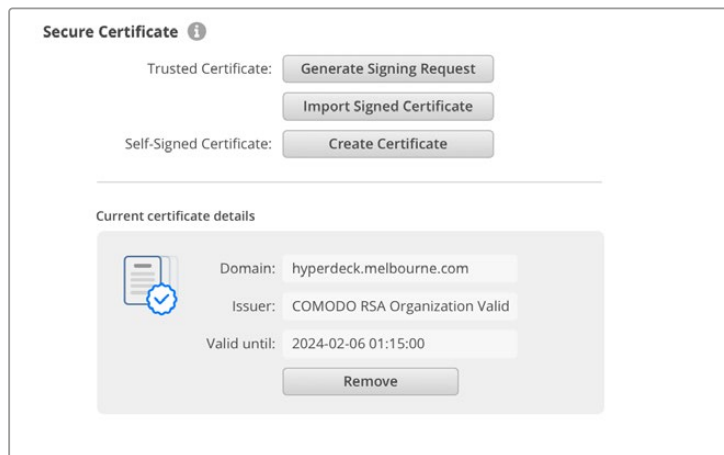 Secure Certificate i
Trusted Certificate: Generate Signing Request
Import Signed Certificate
Self-Signed Certificate: Create Certificate
Current certificate details
Domain: hyperdeck.melbourne.com
Issuer: COMODO RSA Organization Valid
Valid until: 2024-02-06 01:15:00
Remove